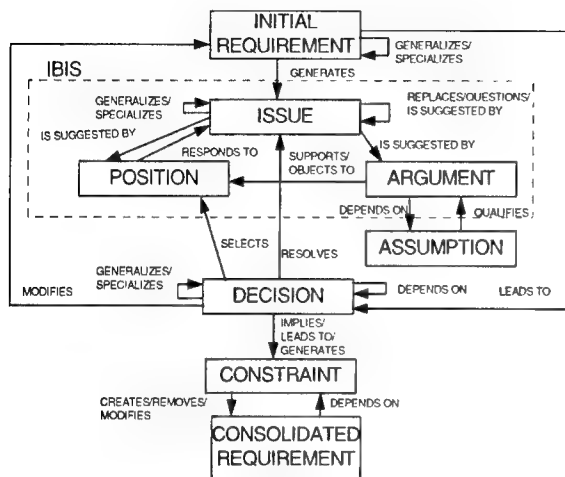 INITIAL
REQUIREMENT
GENERALIZES/
SPECIALIZES
GENERATES
IBIS
GENERALIZES/
SPECIALIZES
ISSUE
REPLACES/QUESTIONS/
IS SUGGESTED BY
IS SUGGESTED BY
RESPONDS TO
SUPPORTS/
OBJECTS TO
IS SUGGESTED BY
POSITION
ARGUMENT
DEPENDS ON
QUALIFIES
ASSUMPTION
SELECTS
RESOLVES
GENERALIZES/
SPECIALIZES
MODIFIES
DECISION
DEPENDS ON
LEADS TO
IMPLIES/
LEADS TO/
GENERATES
CONSTRAINT
CREATES/REMOVES/
MODIFIES
DEPENDS ON
CONSOLIDATED
REQUIREMENT